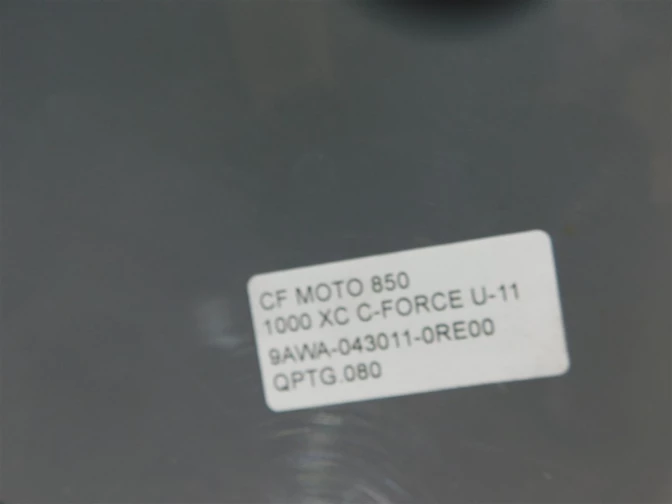 CF MOTO 850
1000 XC C-FORCE U-11
9AWA-043011-0RE00
QPTG.080